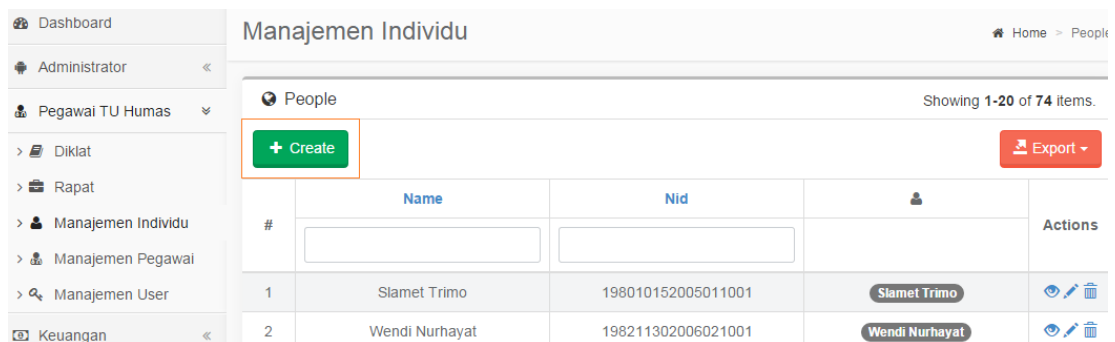 Dashboard
Administrator
Pegawai TU Humas
Diklat
Rapat
Manajemen Individu
Manajemen Pegawai
Manajemen User
Keuangan
Manajemen Individu
Home > People
People
Showing 1-20 of 74 items.
+ Create
Export
# Name Nid Actions
1 Slamet Trimo 198010152005011001 Slamet Trimo
2 Wendi Nurhayat 198211302006021001 Wendi Nurhayat